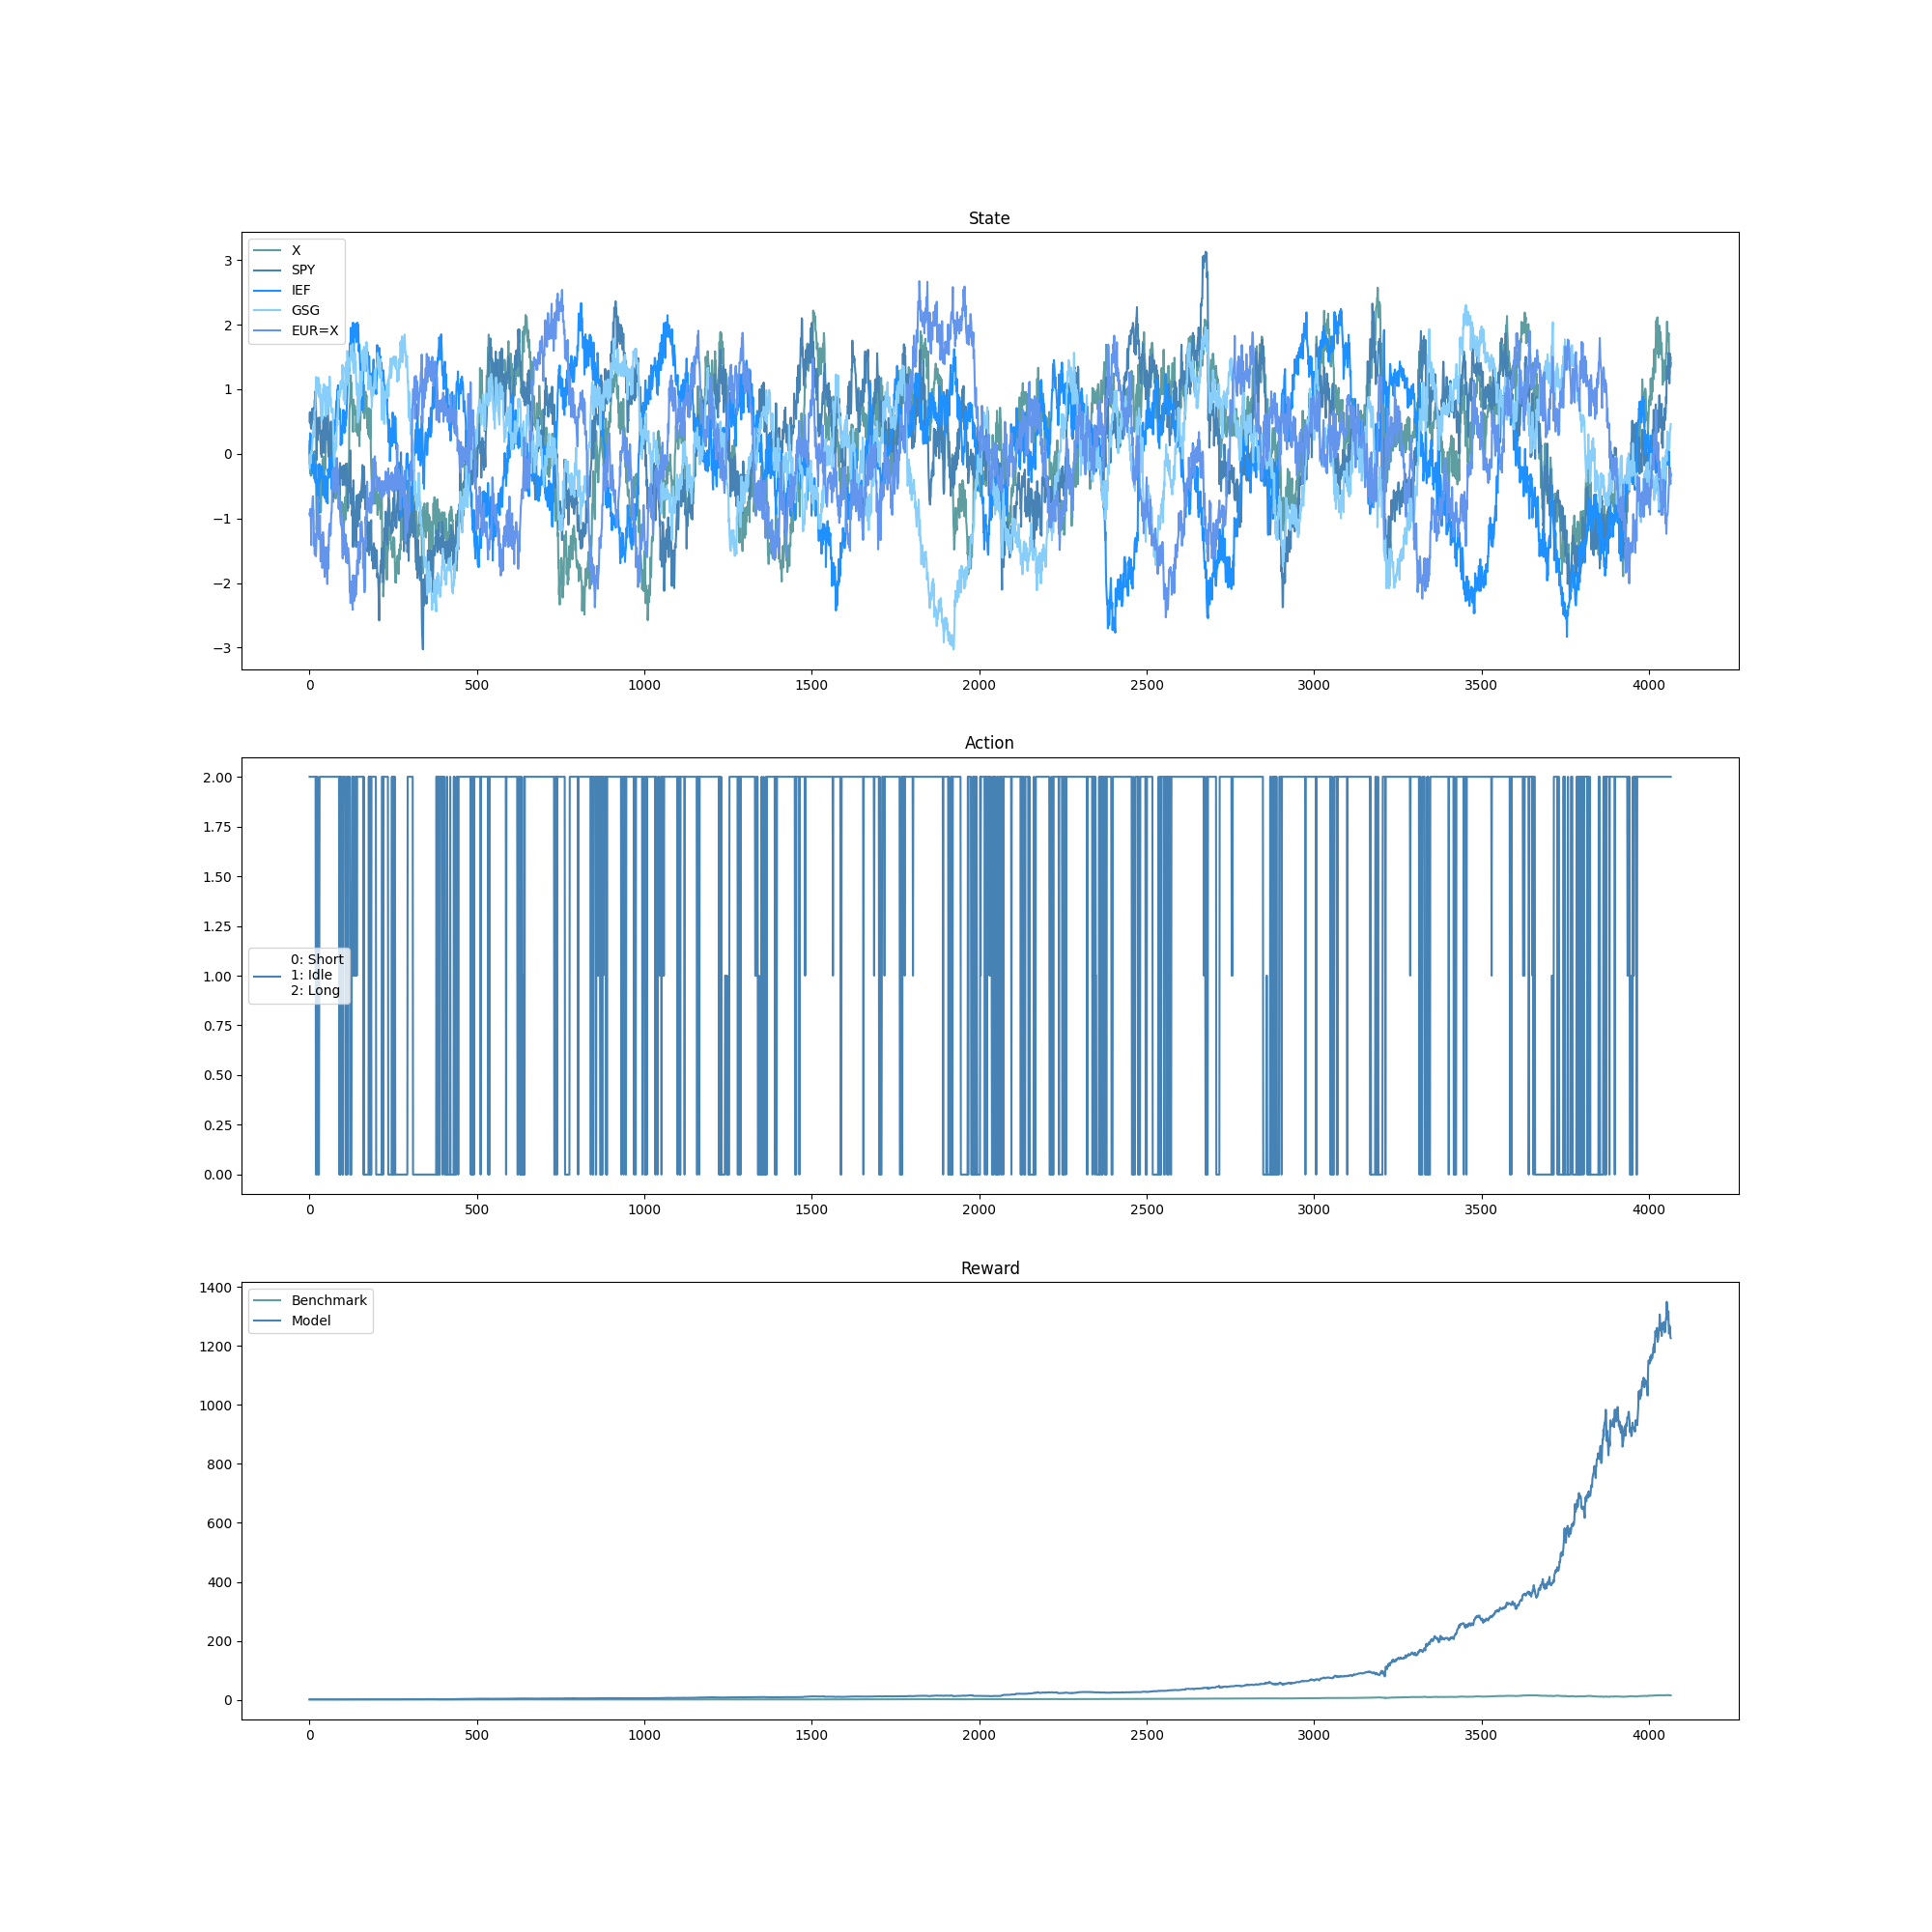 State
X
SPY
IEF
GSG
EUR=X
3
2
1
0
−1
−2
−3
0 500 1000 1500 2000 2500 3000 3500 4000
Action
2.00
1.75
1.50
1.25
1.00
0.75
0.50
0.25
0.00
0: Short
1: Idle
2: Long
0 500 1000 1500 2000 2500 3000 3500 4000
Reward
Benchmark
Model
1400
1200
1000
800
600
400
200
0
0 500 1000 1500 2000 2500 3000 3500 4000